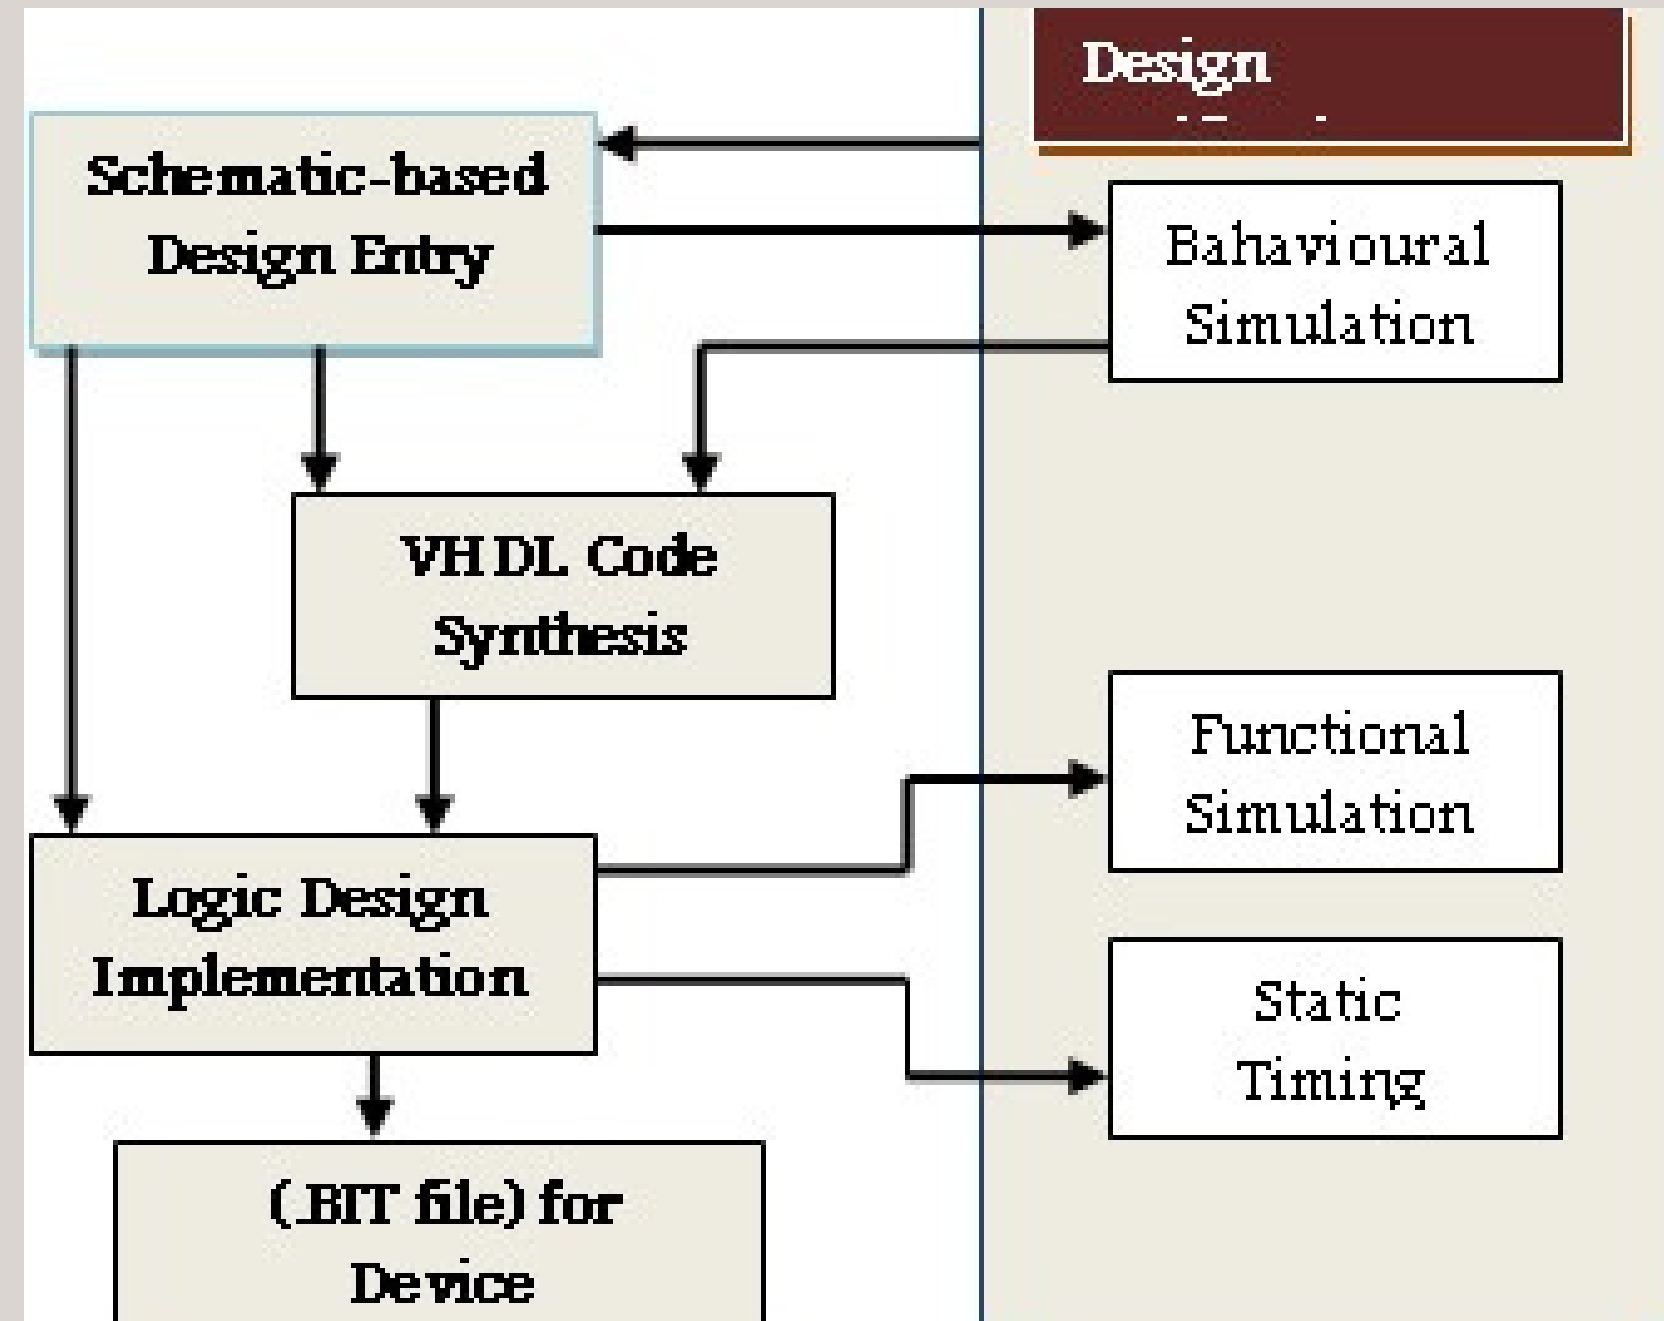 Design
Schematic-based
Design Entry
Bahavioural
Simulation
VHDL Code
Synthesis
Functional
Simulation
Logic Design
Implementation
Static
Timing
(.BIT file) for
Device